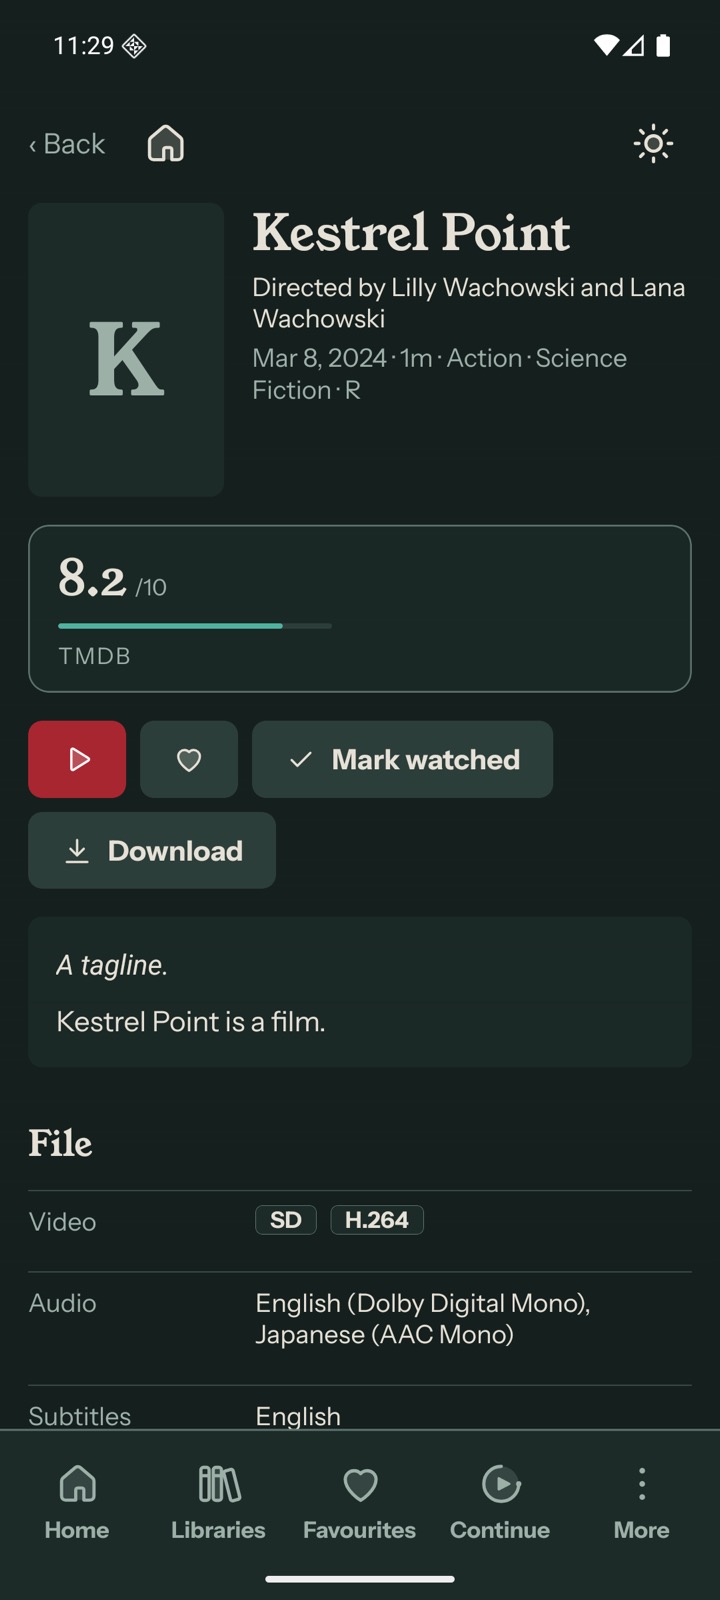 11:29
‹ Back
K
Kestrel Point
Directed by Lilly Wachowski and Lana
Wachowski
Mar 8, 2024 · 1m · Action · Science
Fiction · R
8.2 /10
TMDB
Mark watched
Download
A tagline.
Kestrel Point is a film.
File
Video SD H.264
Audio English (Dolby Digital Mono),
Japanese (AAC Mono)
Subtitles English
Home Libraries Favourites Continue More